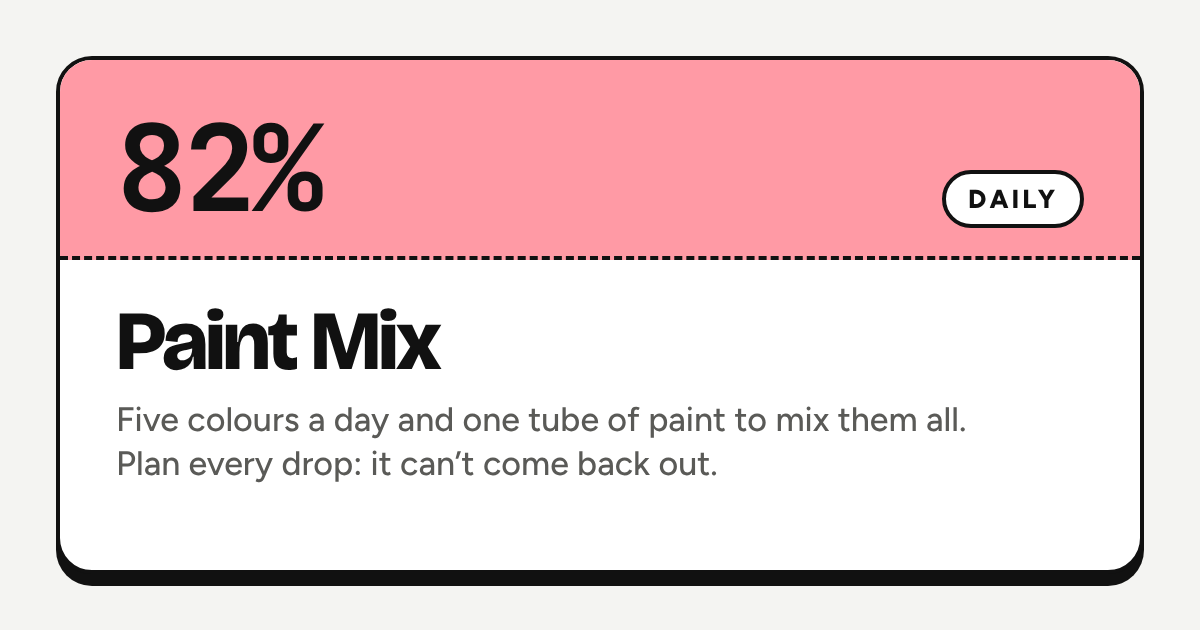 82%
DAILY
Paint Mix
Five colours a day and one tube of paint to mix them all.
Plan every drop: it can’t come back out.